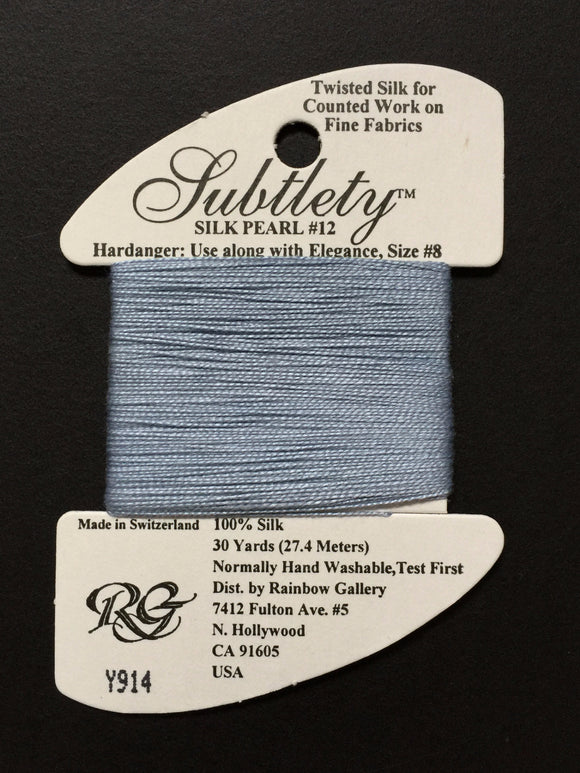 Twisted Silk for
Counted Work on
Fine Fabrics
Subtlety™
SILK PEARL #12
Hardanger: Use along with Elegance, Size #8
Made in Switzerland
100% Silk
30 Yards (27.4 Meters)
Normally Hand Washable,Test First
Dist. by Rainbow Gallery
7412 Fulton Ave. #5
N. Hollywood
CA 91605
USA
RG
Y914